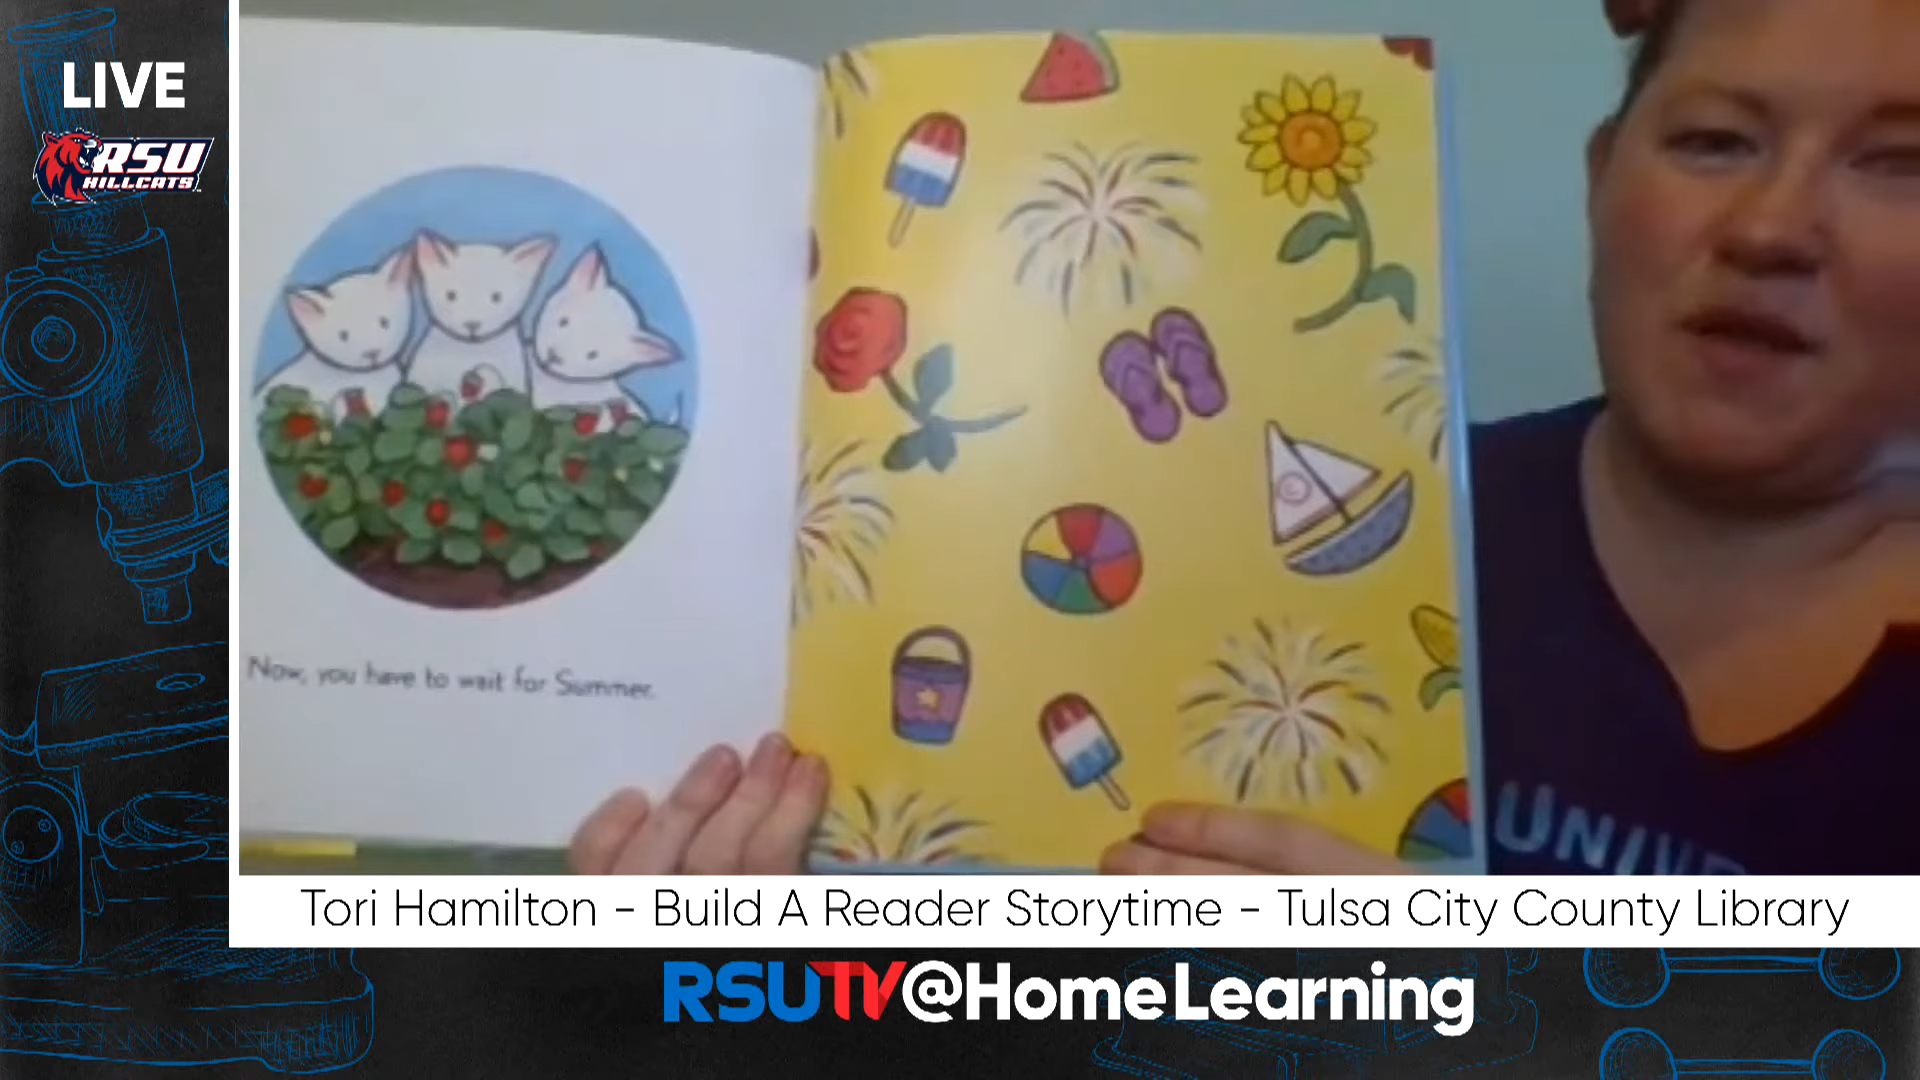 LIVE
RSU
HILLCATS
Now, you have to wait for Summer.
UNIVE
Tori Hamilton - Build A Reader Storytime - Tulsa City County Library
RSUTV@HomeLearning